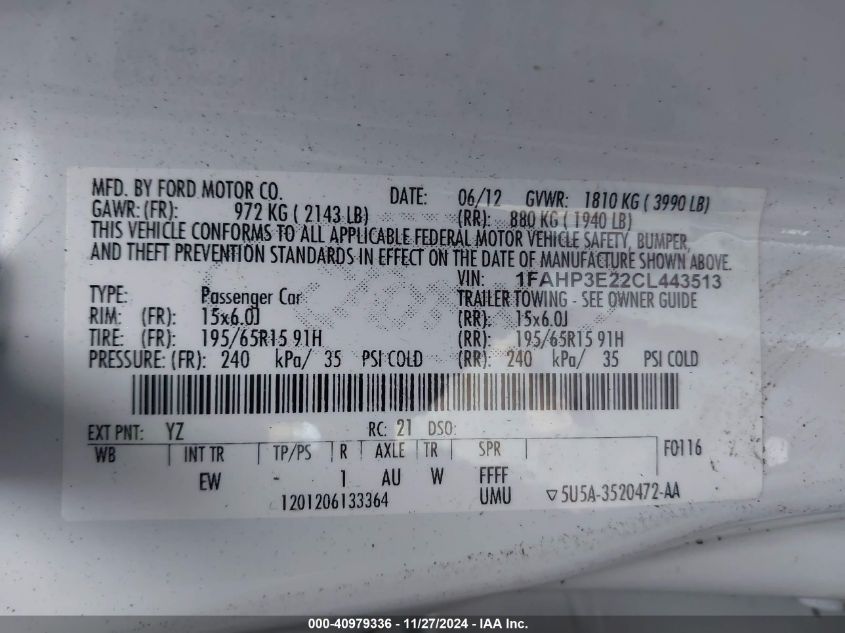 MFD. BY FORD MOTOR CO. DATE: 06/12 GVWR: 1810 KG ( 3990 LB)
GAWR: (FR): 972 KG ( 2143 LB) (RR): 880 KG ( 1940 LB)
THIS VEHICLE CONFORMS TO ALL APPLICABLE FEDERAL MOTOR VEHICLE SAFETY, BUMPER,
AND THEFT PREVENTION STANDARDS IN EFFECT ON THE DATE OF MANUFACTURE SHOWN ABOVE.
VIN: 1FAHP3E22CL443513
TYPE: Passenger Car TRAILER TOWING - SEE OWNER GUIDE
RIM: (FR): 15x6.0J (RR): 15x6.0J
TIRE: (FR): 195/65R15 91H (RR): 195/65R15 91H
PRESSURE: (FR): 240 kPa/ 35 PSI COLD (RR): 240 kPa/ 35 PSI COLD
EXT PNT: YZ RC: 21 DSO:
WB INT TR TP/PS R AXLE TR SPR F0116
EW - 1 AU W FFFF
1201206133364 UMU ▽5U5A-3520472-AA
000-40979336 - 11/27/2024 - IAA Inc.